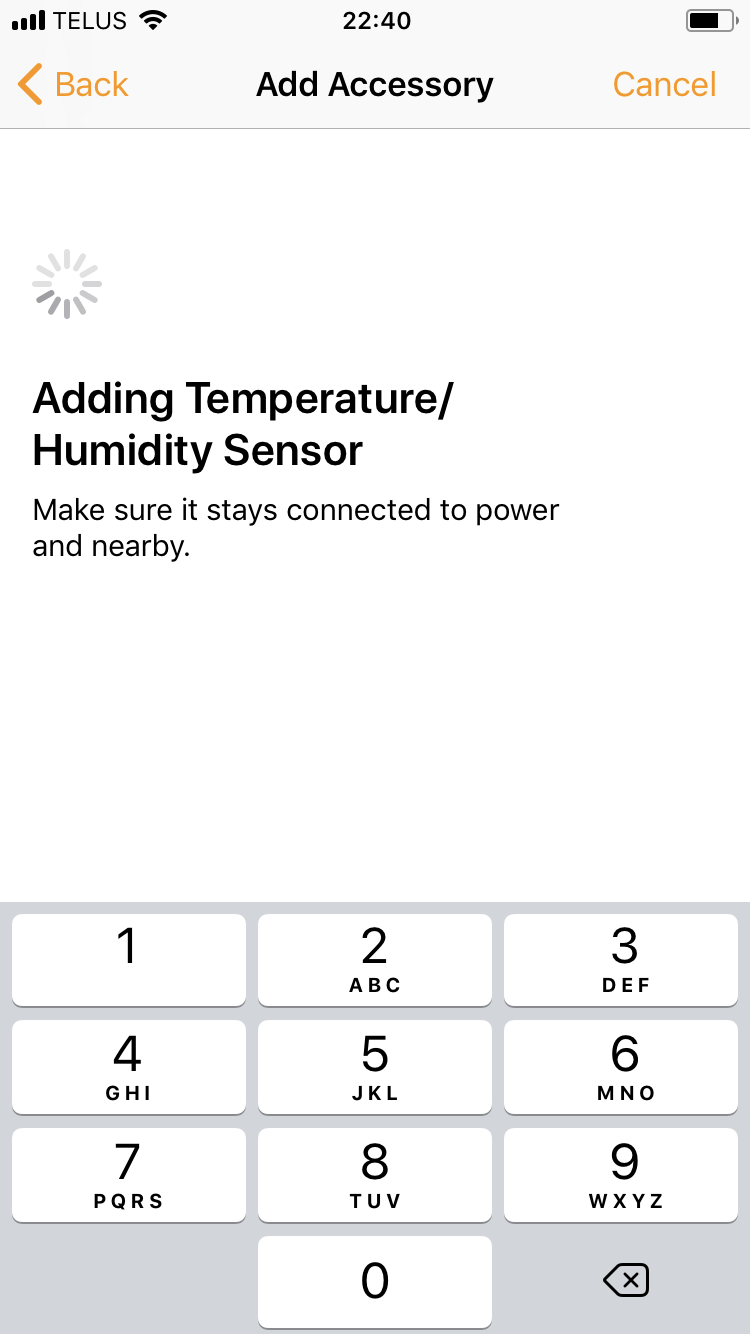 TELUS 22:40
Back Add Accessory Cancel
Adding Temperature/
Humidity Sensor
Make sure it stays connected to power
and nearby.
1 2 3
ABC DEF
4 5 6
GHI JKL MNO
7 8 9
PQRS TUV WXYZ
0